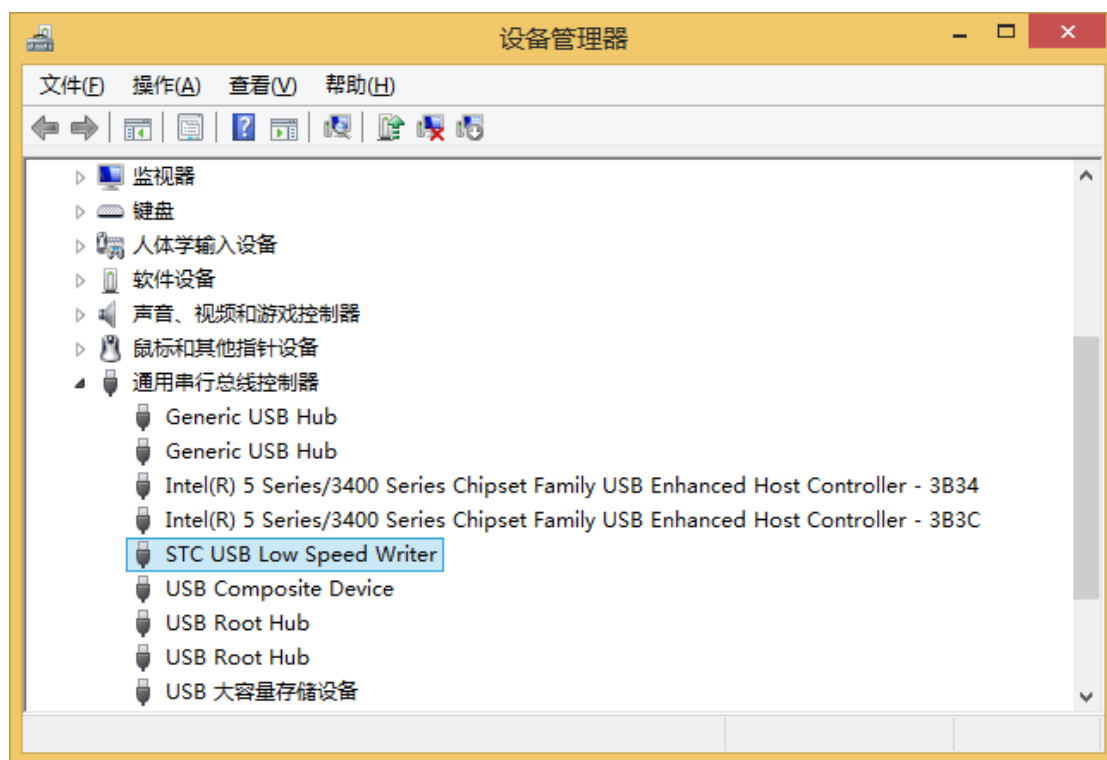 设备管理器
文件(F) 操作(A) 查看(V) 帮助(H)
监视器
键盘
人体学输入设备
软件设备
声音、视频和游戏控制器
鼠标和其他指针设备
通用串行总线控制器
Generic USB Hub
Generic USB Hub
Intel(R) 5 Series/3400 Series Chipset Family USB Enhanced Host Controller - 3B34
Intel(R) 5 Series/3400 Series Chipset Family USB Enhanced Host Controller - 3B3C
STC USB Low Speed Writer
USB Composite Device
USB Root Hub
USB Root Hub
USB 大容量存储设备